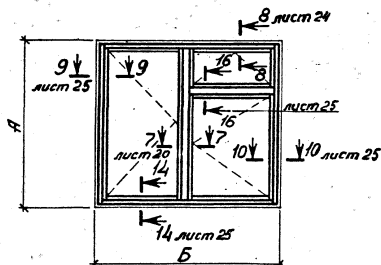 8 лист 24
9 9 16 8
лист 25
лист 25
16
А
7 7
лист 20
10 10 лист 25
14
14 лист 25
Б